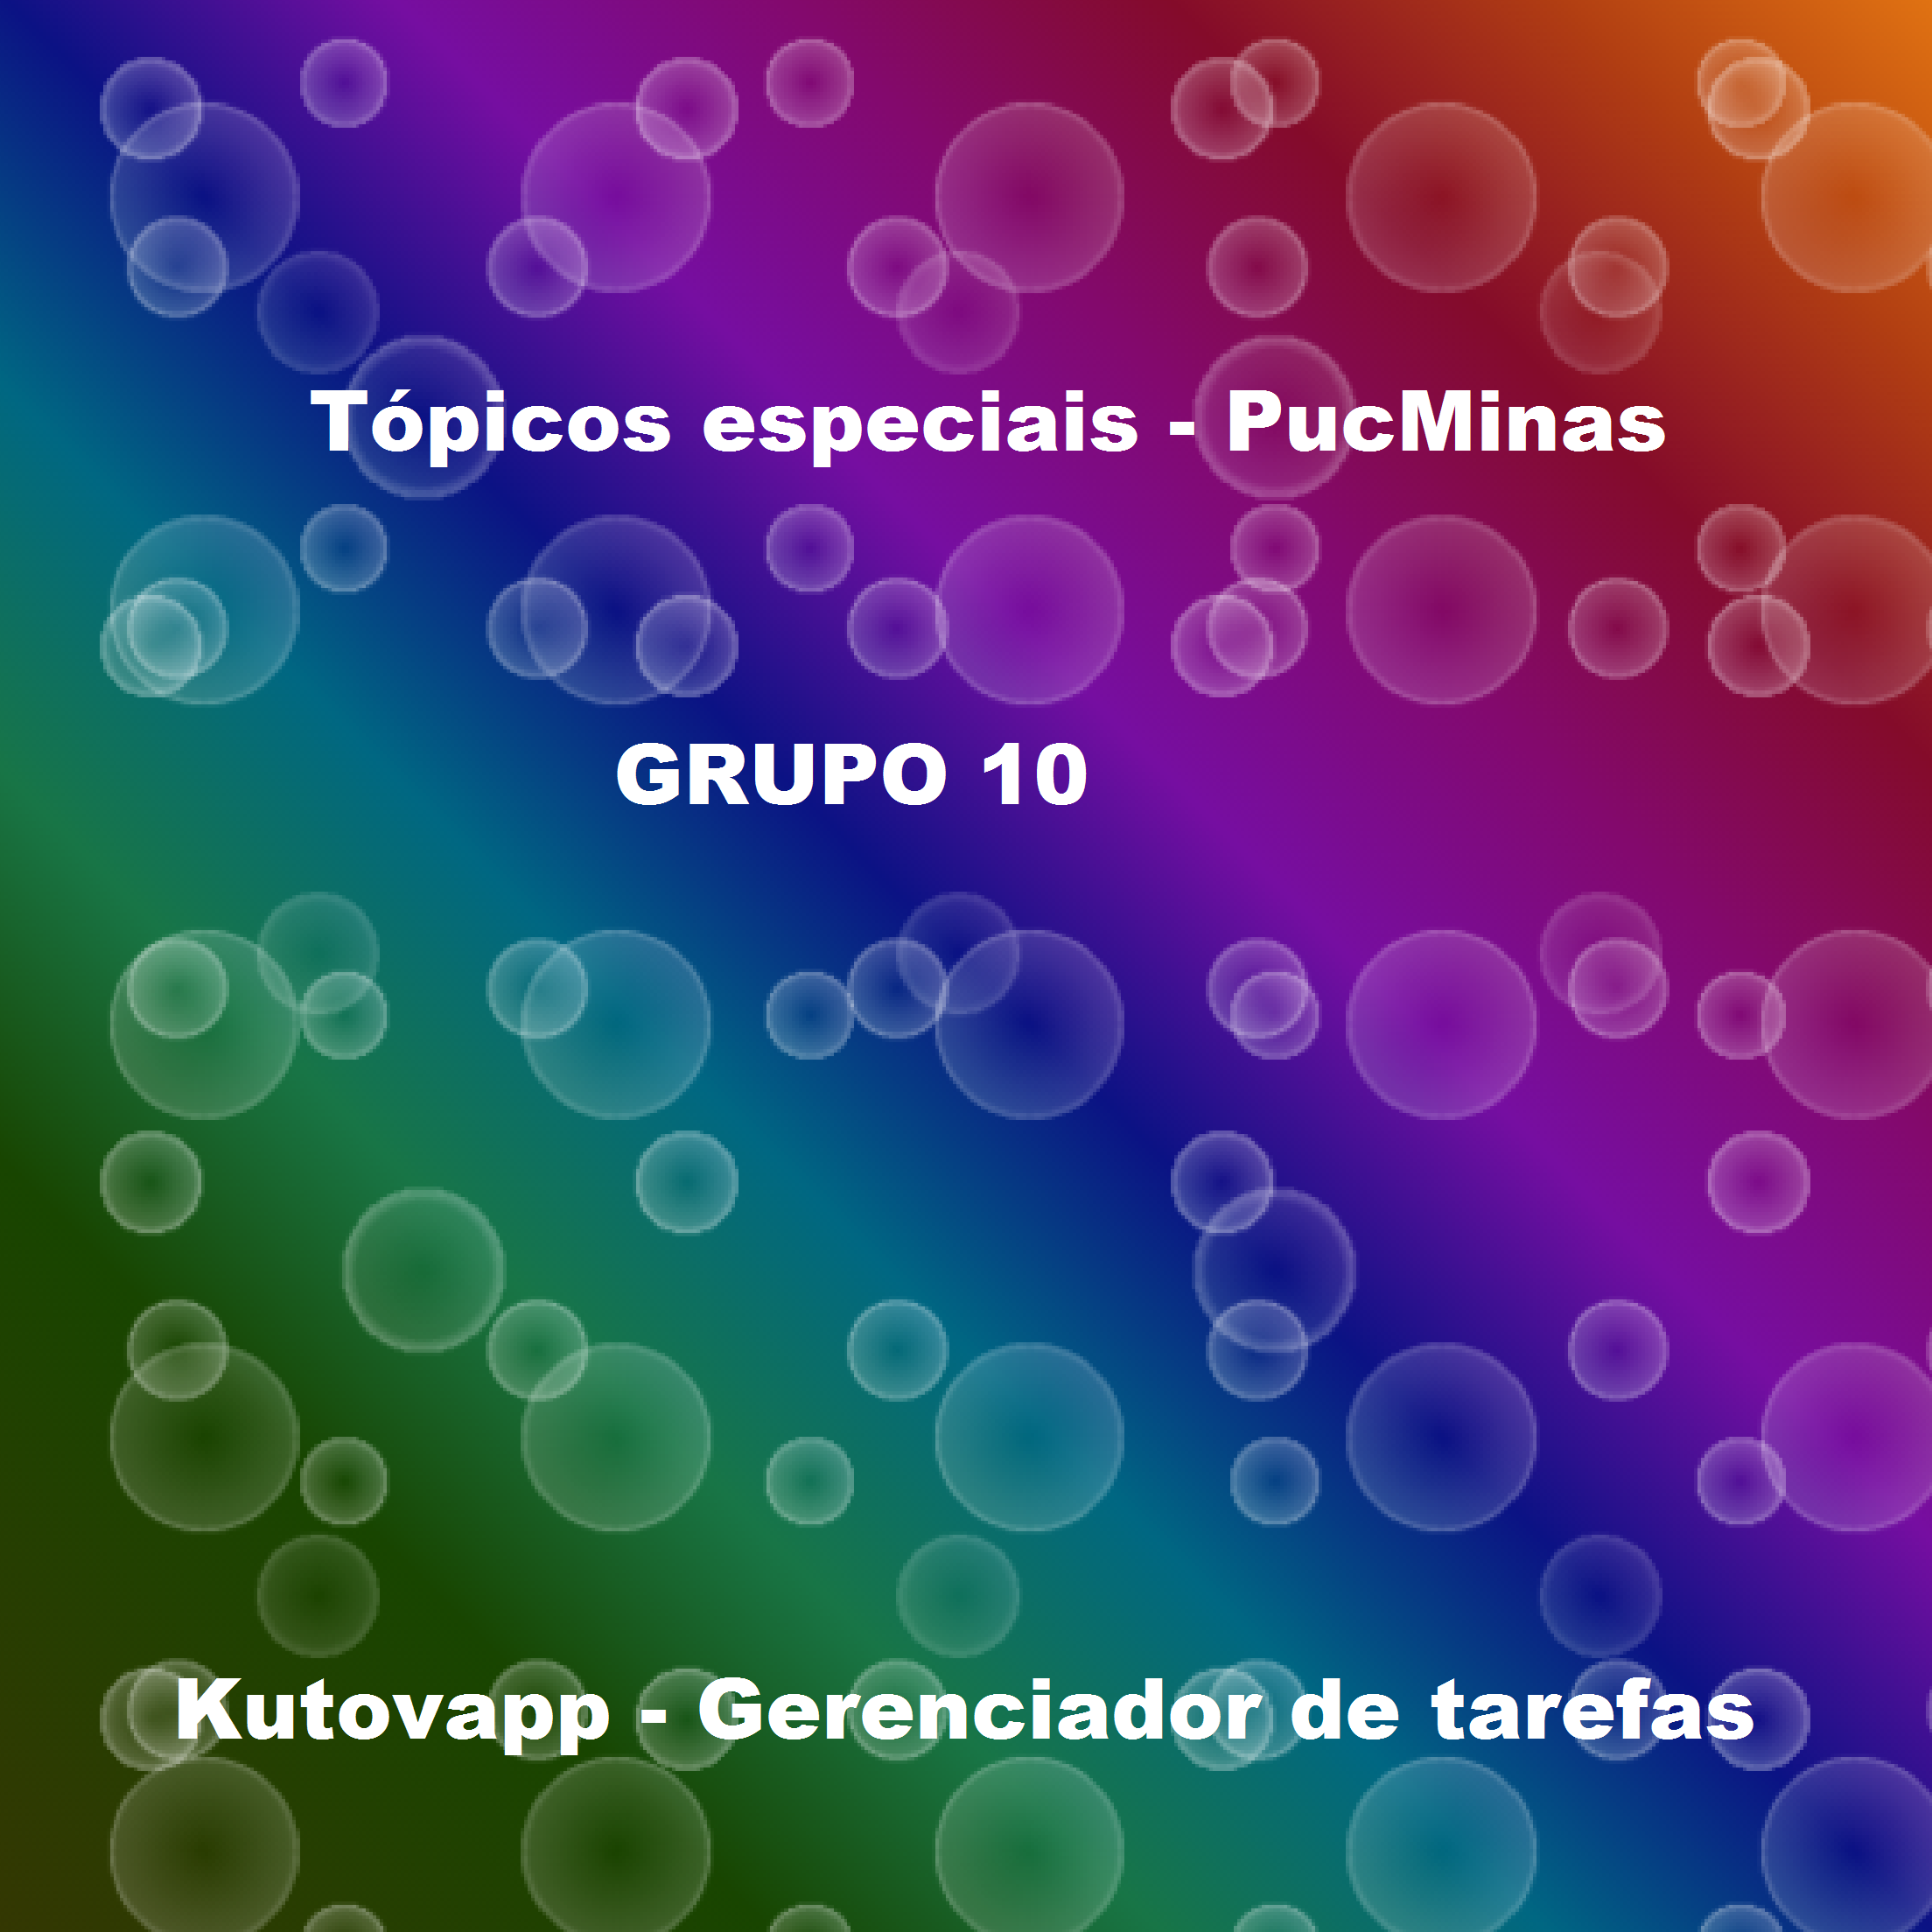 Tópicos especiais - PucMinas
GRUPO 10
Kutovapp - Gerenciador de tarefas